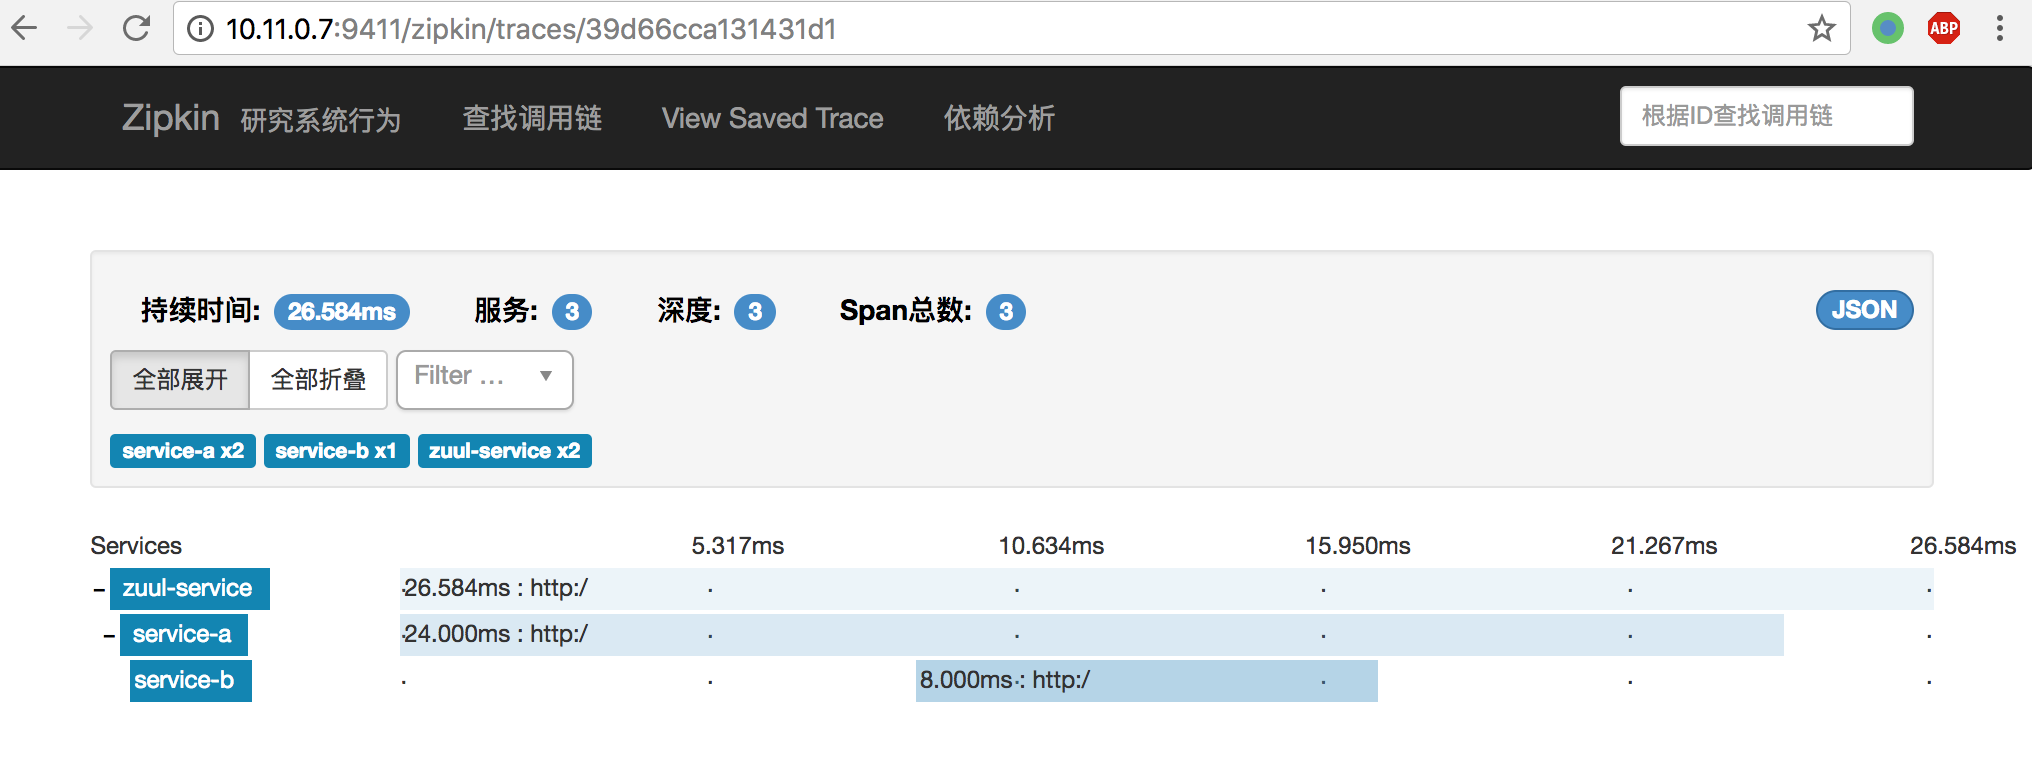 10.11.0.7:9411/zipkin/traces/39d66cca131431d1
ABP
Zipkin 研究系统行为 查找调用链 View Saved Trace 依赖分析 根据ID查找调用链
持续时间: 26.584ms 服务: 3 深度: 3 Span总数: 3 JSON
全部展开 全部折叠 Filter ...
service-a x2 service-b x1 zuul-service x2
Services 5.317ms 10.634ms 15.950ms 21.267ms 26.584ms
zuul-service 26.584ms : http:/
service-a 24.000ms : http:/
service-b 8.000ms : http:/